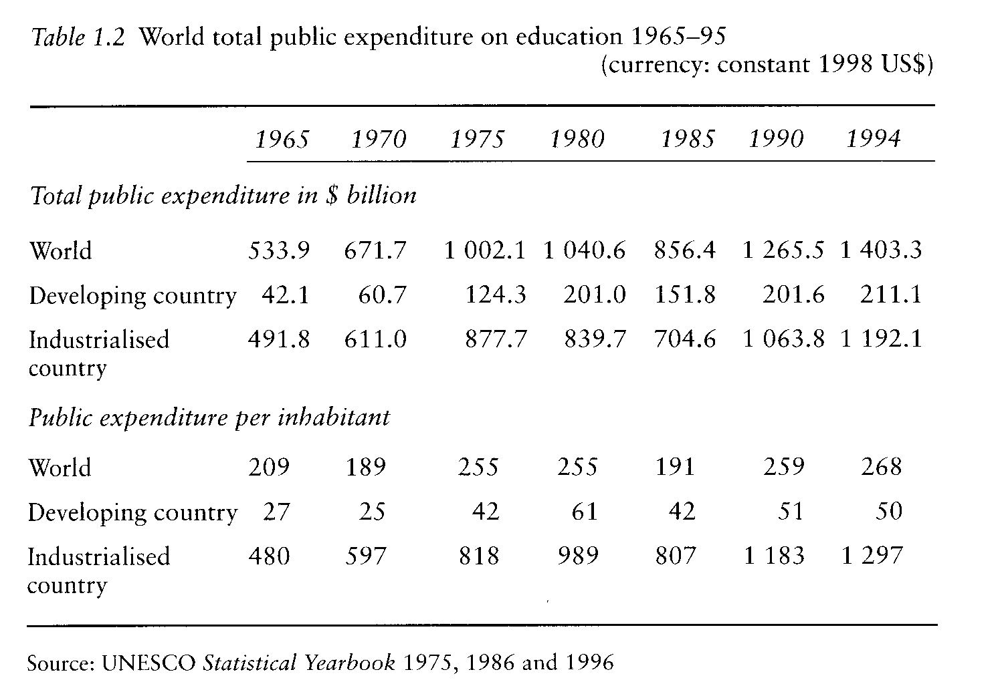 Table 1.2 World total public expenditure on education 1965–95
(currency: constant 1998 US$)
1965 1970 1975 1980 1985 1990 1994
Total public expenditure in $ billion
World 533.9 671.7 1 002.1 1 040.6 856.4 1 265.5 1 403.3
Developing country 42.1 60.7 124.3 201.0 151.8 201.6 211.1
Industrialised 491.8 611.0 877.7 839.7 704.6 1 063.8 1 192.1
country
Public expenditure per inhabitant
World 209 189 255 255 191 259 268
Developing country 27 25 42 61 42 51 50
Industrialised 480 597 818 989 807 1 183 1 297
country
Source: UNESCO Statistical Yearbook 1975, 1986 and 1996